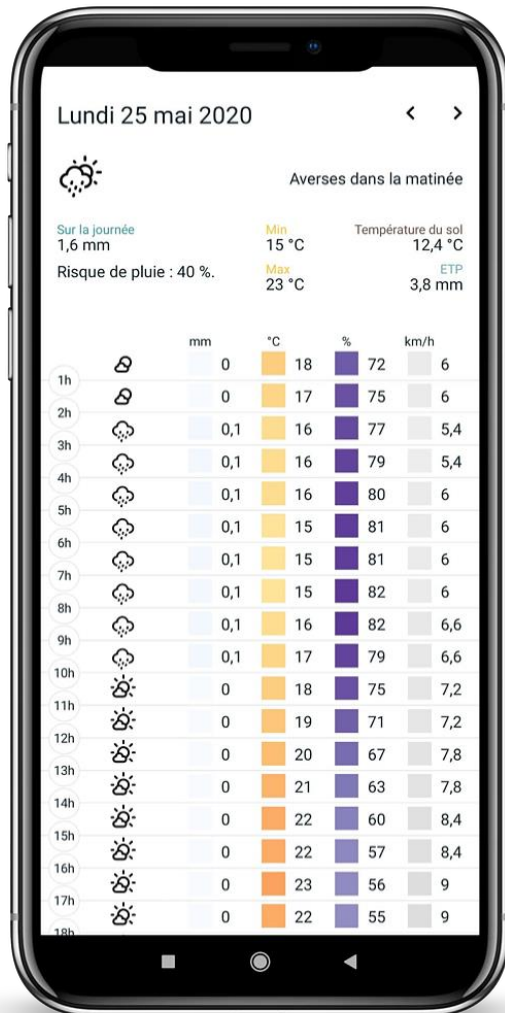 Lundi 25 mai 2020
Averses dans la matinée
Sur la journée Min Température du sol
1,6 mm 15 °C 12,4 °C
Risque de pluie : 40 %. Max ETP
23 °C 3,8 mm
mm °C % km/h
0 18 72 6
1h
0 17 75 6
2h
0,1 16 77 5,4
3h
0,1 16 79 5,4
4h
0,1 16 80 6
5h
0,1 15 81 6
6h
0,1 15 81 6
7h
0,1 15 82 6
8h
0,1 16 82 6,6
9h
0,1 17 79 6,6
10h
0 18 75 7,2
11h
0 19 71 7,2
12h
0 20 67 7,8
13h
0 21 63 7,8
14h
0 22 60 8,4
15h
0 22 57 8,4
16h
0 23 56 9
17h
0 22 55 9
18h